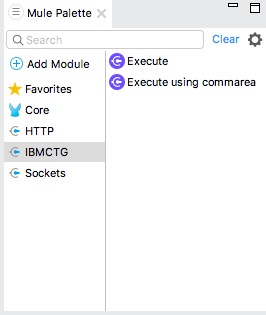 Mule Palette
Search
Clear
Add Module
Favorites
Core
HTTP
IBMCTG
Sockets
Execute
Execute using commarea